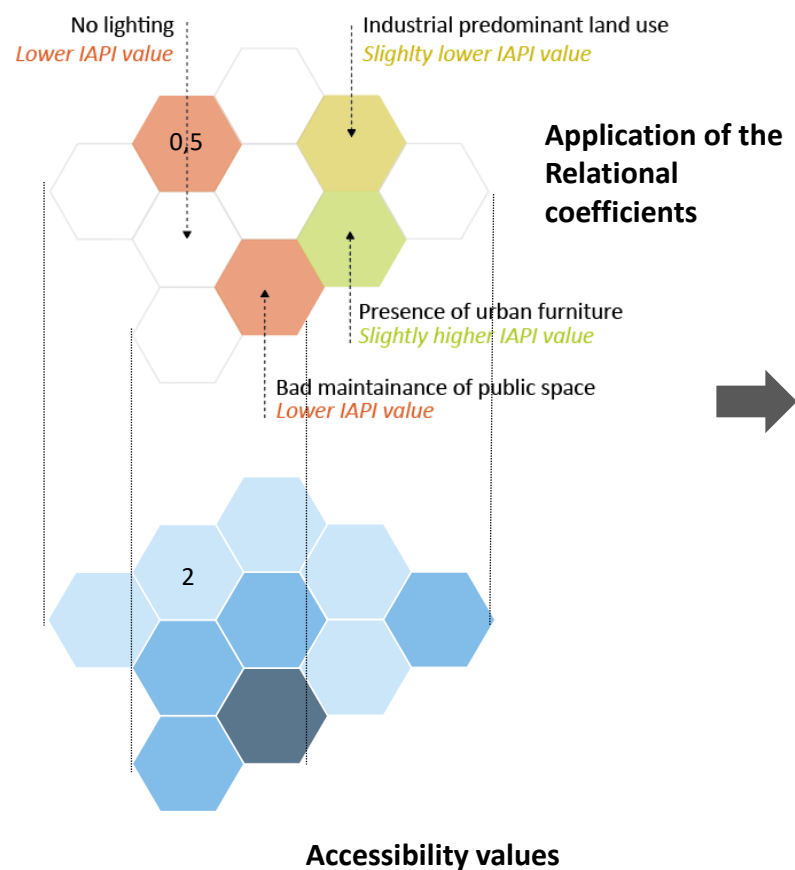 No lighting
Lower IAPI value
Industrial predominant land use
Slighlty lower IAPI value
0,5
Application of the
Relational
coefficients
Presence of urban furniture
Slightly higher IAPI value
Bad maintainance of public space
Lower IAPI value
2
Accessibility values